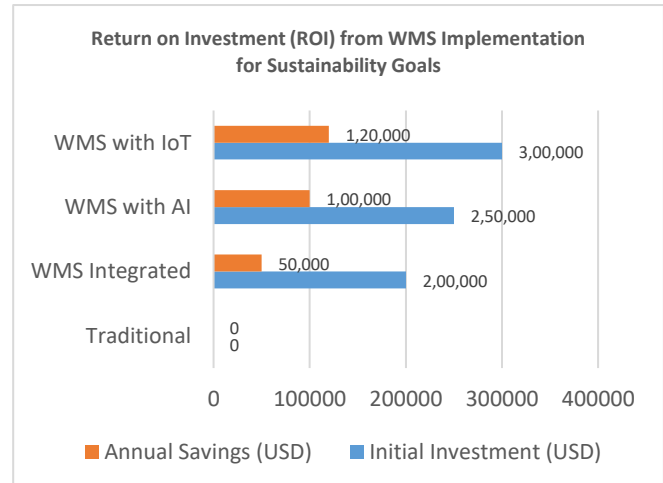 Return on Investment (ROI) from WMS Implementation
for Sustainability Goals
WMS with IoT
1,20,000
3,00,000
WMS with AI
1,00,000
2,50,000
WMS Integrated
50,000
2,00,000
Traditional
0
0
0 100000 200000 300000 400000
Annual Savings (USD) Initial Investment (USD)